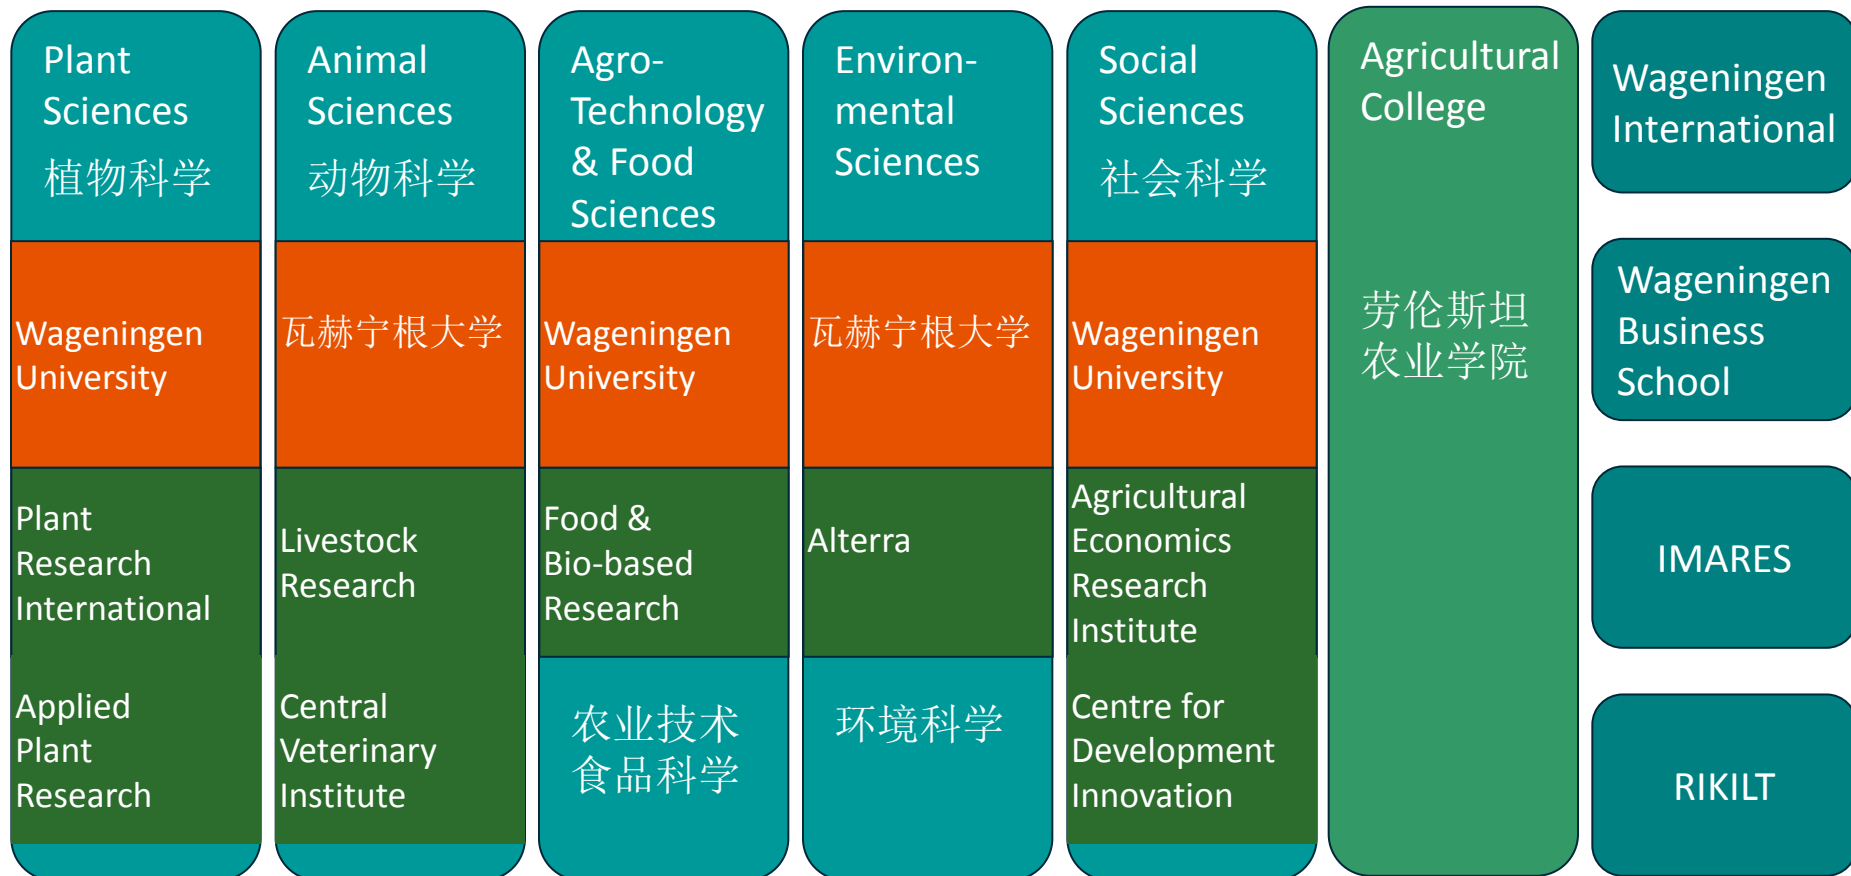 Plant
Sciences
植物科学
Wageningen
University
Plant
Research
International
Applied
Plant
Research
Animal
Sciences
动物科学
瓦赫宁根大学
Livestock
Research
Central
Veterinary
Institute
Agro-
Technology
& Food
Sciences
Wageningen
University
Food &
Bio-based
Research
农业技术
食品科学
Environ-
mental
Sciences
瓦赫宁根大学
Alterra
环境科学
Social
Sciences
社会科学
Wageningen
University
Agricultural
Economics
Research
Institute
Centre for
Development
Innovation
Agricultural
College
劳伦斯坦
农业学院
Wageningen
International
Wageningen
Business
School
IMARES
RIKILT